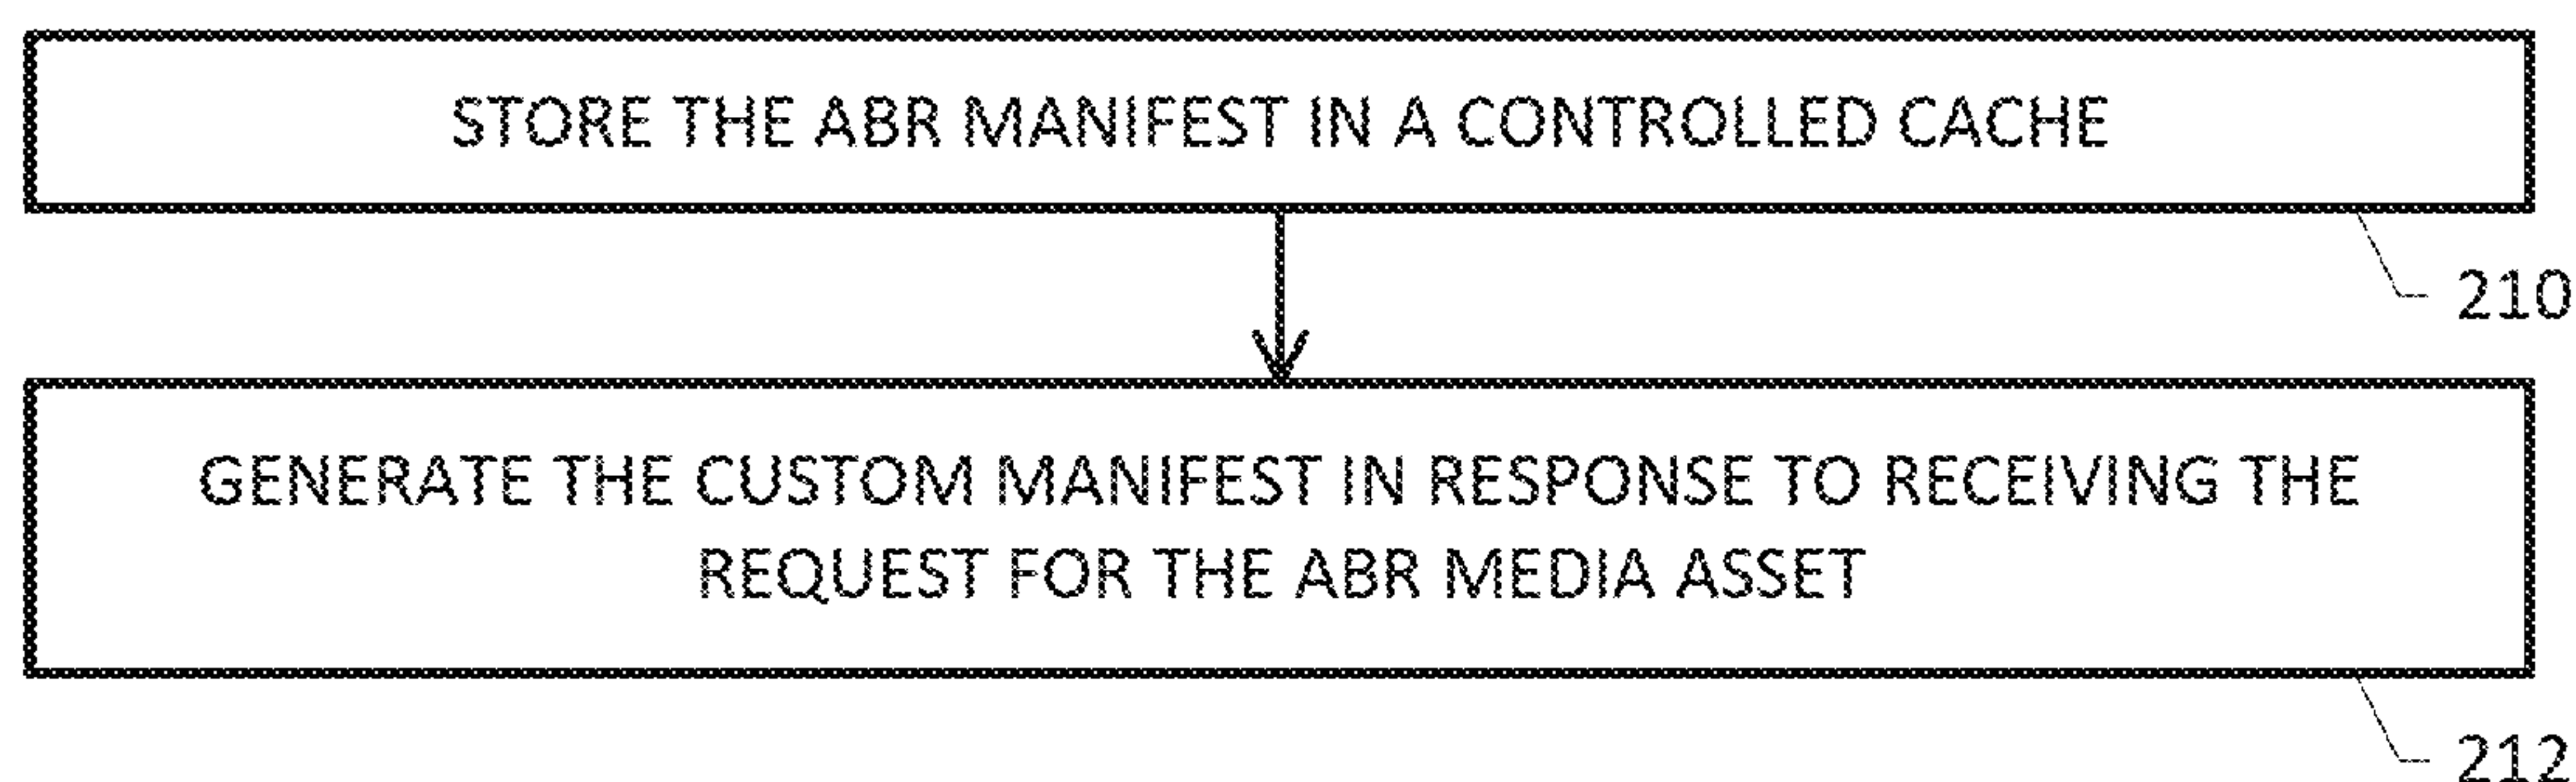 STORE THE ABR MANIFEST IN A CONTROLLED CACHE
210
GENERATE THE CUSTOM MANIFEST IN RESPONSE TO RECEIVING THE
REQUEST FOR THE ABR MEDIA ASSET
212